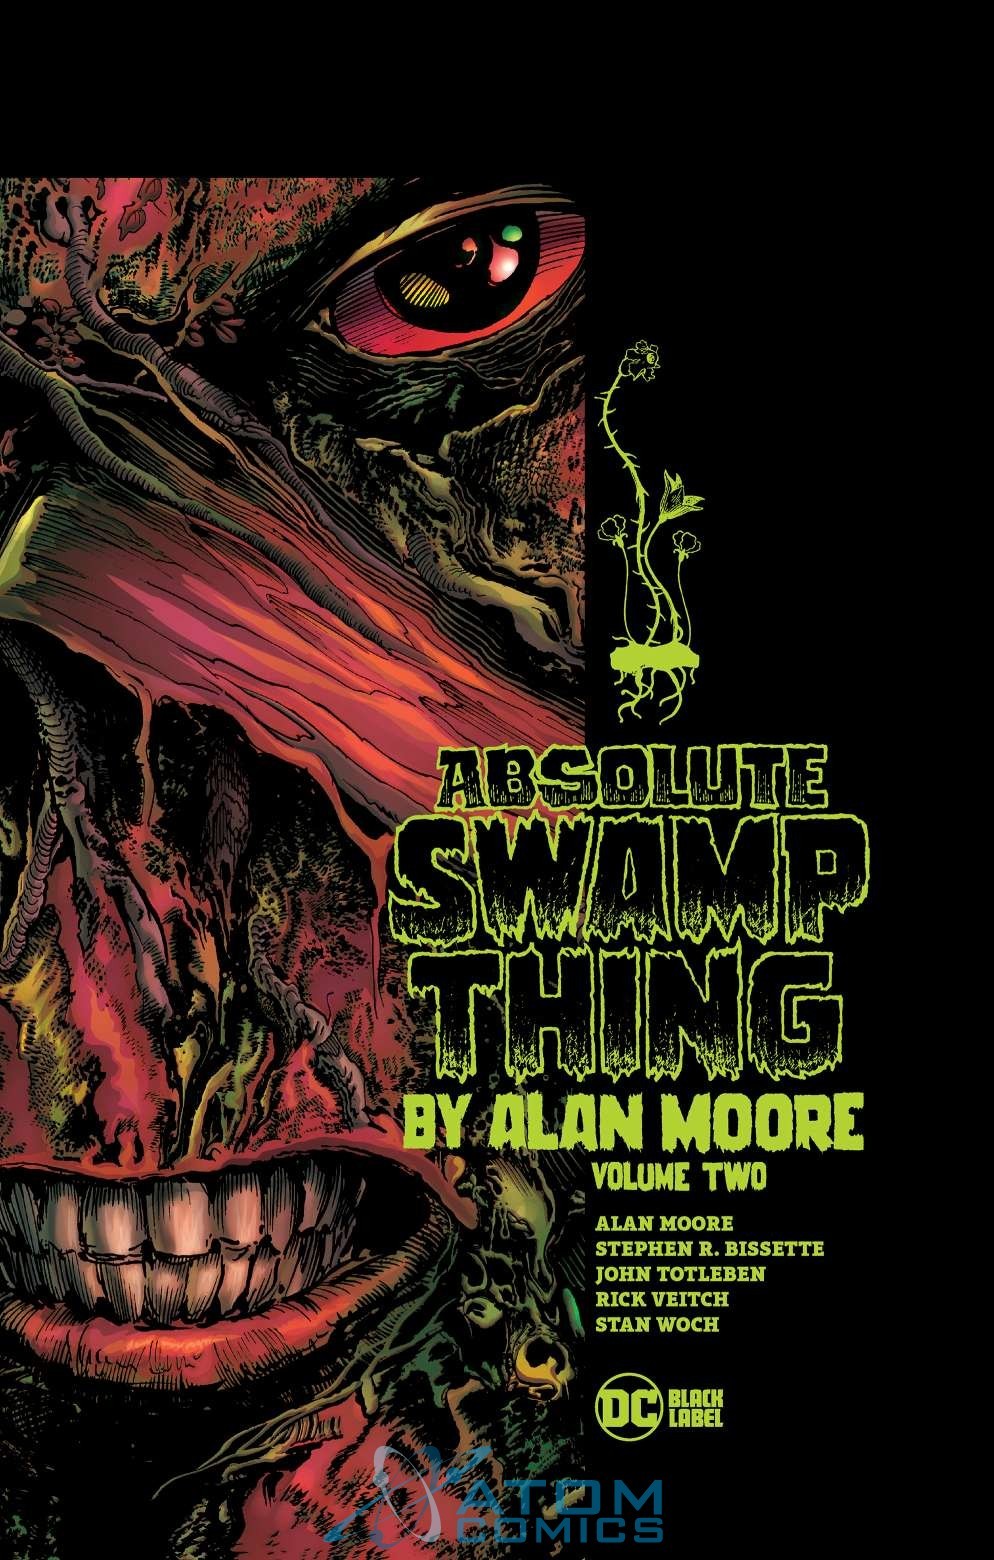 ABSOLUTE
SWAMP
THING
BY ALAN MOORE
VOLUME TWO
ALAN MOORE
STEPHEN R. BISSETTE
JOHN TOTLEBEN
RICK VEITCH
STAN WOCH
DC BLACK
LABEL
ATOM
COMICS